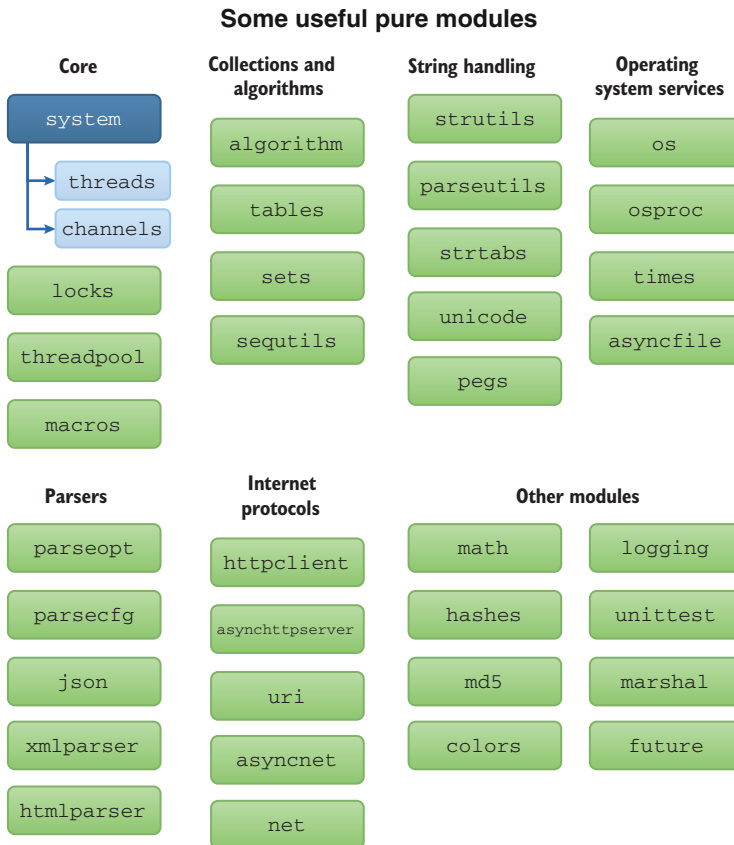 Some useful pure modules
Core
system
threads
channels
locks
threadpool
macros
Collections and
algorithms
algorithm
tables
sets
sequtils
String handling
strutils
parseutils
strtabs
unicode
pegs
Operating
system services
os
osproc
times
asyncfile
Parsers
parseopt
parsecfg
json
xmlparser
htmlparser
Internet
protocols
httpclient
asynchttpserver
uri
asyncnet
net
Other modules
math
hashes
md5
colors
logging
unittest
marshal
future